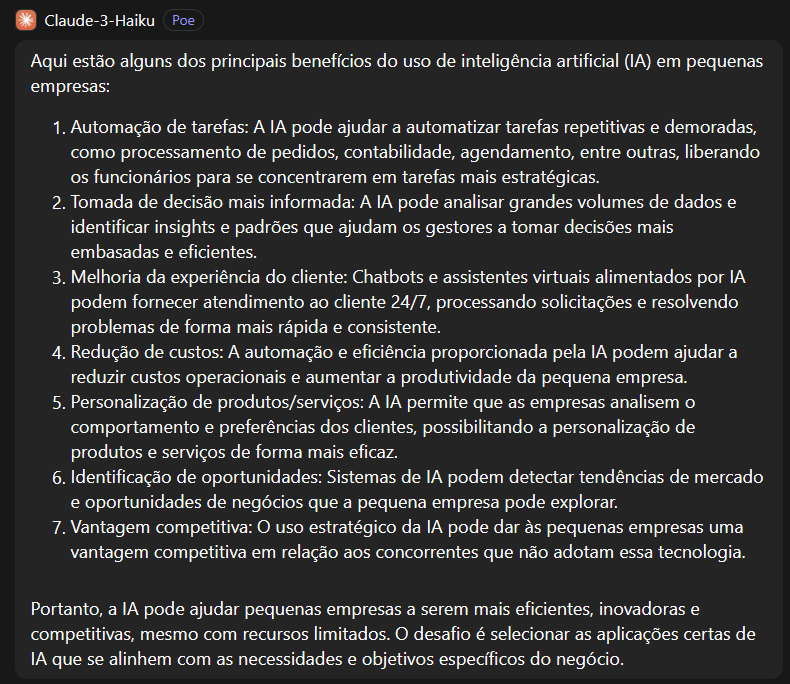 Claude-3-Haiku Poe
Aqui estão alguns dos principais benefícios do uso de inteligência artificial (IA) em pequenas
empresas:
1. Automação de tarefas: A IA pode ajudar a automatizar tarefas repetitivas e demoradas,
como processamento de pedidos, contabilidade, agendamento, entre outras, liberando
os funcionários para se concentrarem em tarefas mais estratégicas.
2. Tomada de decisão mais informada: A IA pode analisar grandes volumes de dados e
identificar insights e padrões que ajudam os gestores a tomar decisões mais
embasadas e eficientes.
3. Melhoria da experiência do cliente: Chatbots e assistentes virtuais alimentados por IA
podem fornecer atendimento ao cliente 24/7, processando solicitações e resolvendo
problemas de forma mais rápida e consistente.
4. Redução de custos: A automação e eficiência proporcionada pela IA podem ajudar a
reduzir custos operacionais e aumentar a produtividade da pequena empresa.
5. Personalização de produtos/serviços: A IA permite que as empresas analisem o
comportamento e preferências dos clientes, possibilitando a personalização de
produtos e serviços de forma mais eficaz.
6. Identificação de oportunidades: Sistemas de IA podem detectar tendências de mercado
e oportunidades de negócios que a pequena empresa pode explorar.
7. Vantagem competitiva: O uso estratégico da IA pode dar às pequenas empresas uma
vantagem competitiva em relação aos concorrentes que não adotam essa tecnologia.
Portanto, a IA pode ajudar pequenas empresas a serem mais eficientes, inovadoras e
competitivas, mesmo com recursos limitados. O desafio é selecionar as aplicações certas de
IA que se alinhem com as necessidades e objetivos específicos do negócio.